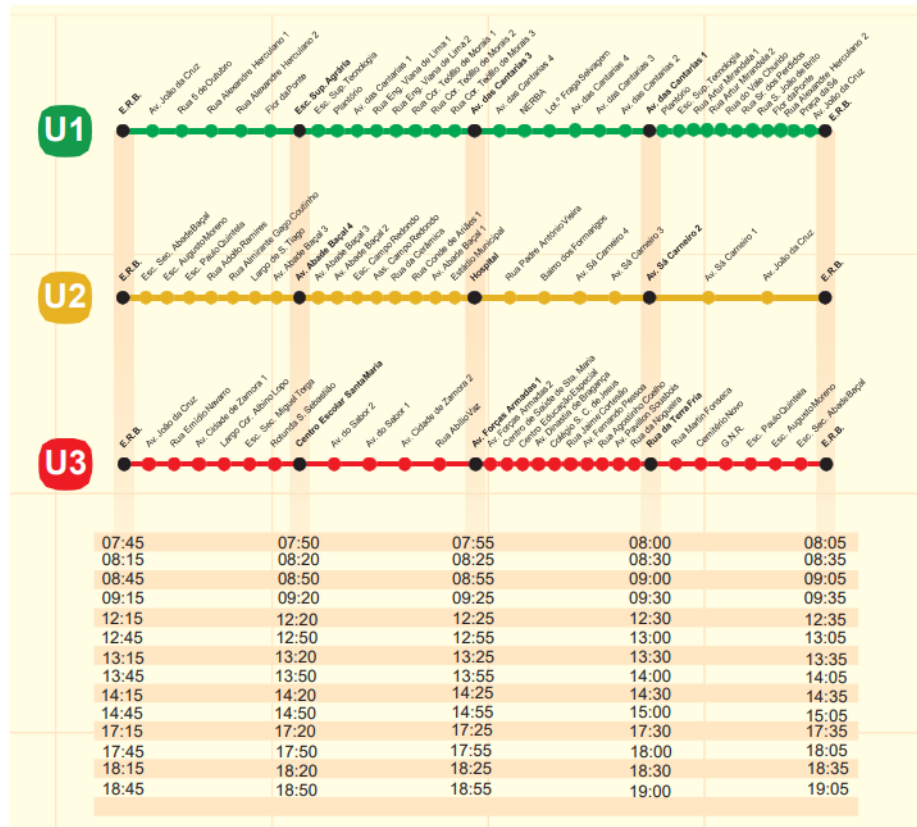 U1
E.R.B.
Av. João da Cruz
Rua 5 de Outubro
Rua Alexandre Herculano 1
Rua Alexandre Herculano 2
Flor da Ponte
Esc. Sup. Agrária
Esc. Sup. Tecnologia
Plantório
Av. das Cantarias 1
Rua Eng. Viana de Lima 1
Rua Eng. Viana de Lima 2
Rua Cor. Teófilo de Morais 1
Rua Cor. Teófilo de Morais 2
Rua Cor. Teófilo de Morais 3
Av. das Cantarias 3
Av. das Cantarias 4
NERBA
Lot.º Fraga Selvagem
Av. das Cantarias 4
Av. das Cantarias 3
Av. das Cantarias 2
Av. das Cantarias 1
Plantório
Esc. Sup. Tecnologia
Rua Artur Mirandela 1
Rua Artur Mirandela 2
Rua do Vale Chundo
Rua Sr. dos Perdidos
Rua S. João de Brito
Flor da Ponte
Rua Alexandre Herculano 2
Praça da Sé
Av. João da Cruz
E.R.B.
U2
E.R.B.
Esc. Sec. Abade Baçal
Esc. Augusto Moreno
Esc. Paulo Quintela
Rua Adolfo Ramires
Rua Almirante Gago Coutinho
Largo de S. Tiago
Av. Abade Baçal 3
Av. Abade Baçal 4
Av. Abade Baçal 3
Av. Abade Baçal 2
Esc. Campo Redondo
Ass. Campo Redondo
Rua da Cerâmica
Rua Conde de Ariães 1
Av. Abade Baçal 1
Estádio Municipal
Hospital
Rua Padre António Vieira
Bairro dos Formarigos
Av. Sá Carneiro 4
Av. Sá Carneiro 3
Av. Sá Carneiro 2
Av. Sá Carneiro 1
Av. João da Cruz
E.R.B.
U3
E.R.B.
Av. João da Cruz
Rua Emídio Navarro
Av. Cidade de Zamora 1
Largo Cor. Albino Lopo
Esc. Sec. Miguel Torga
Rotunda S. Sebastião
Centro Escolar Santa Maria
Av. do Sabor 2
Av. do Sabor 1
Av. Cidade de Zamora 2
Rua Abílio Vaz
Av. Forças Armadas 1
Av. Forças Armadas 2
Centro de Saúde de Sta. Maria
Centro Educação Especial
Av. Dinastia de Bragança
Colégio S. C. de Jesus
Rua Jaime Cortesão
Av. Fernando Pessoa
Rua Agostinho Coelho
Av. Pavillon Sousbois
Rua da Nogueira
Rua da Terra Fria
Rua Martin Fonseca
Cemitério Novo
G.N.R.
Esc. Paulo Quintela
Esc. Augusto Moreno
Esc. Sec. Abade Baçal
E.R.B.
07:45 07:50 07:55 08:00 08:05
08:15 08:20 08:25 08:30 08:35
08:45 08:50 08:55 09:00 09:05
09:15 09:20 09:25 09:30 09:35
12:15 12:20 12:25 12:30 12:35
12:45 12:50 12:55 13:00 13:05
13:15 13:20 13:25 13:30 13:35
13:45 13:50 13:55 14:00 14:05
14:15 14:20 14:25 14:30 14:35
14:45 14:50 14:55 15:00 15:05
17:15 17:20 17:25 17:30 17:35
17:45 17:50 17:55 18:00 18:05
18:15 18:20 18:25 18:30 18:35
18:45 18:50 18:55 19:00 19:05